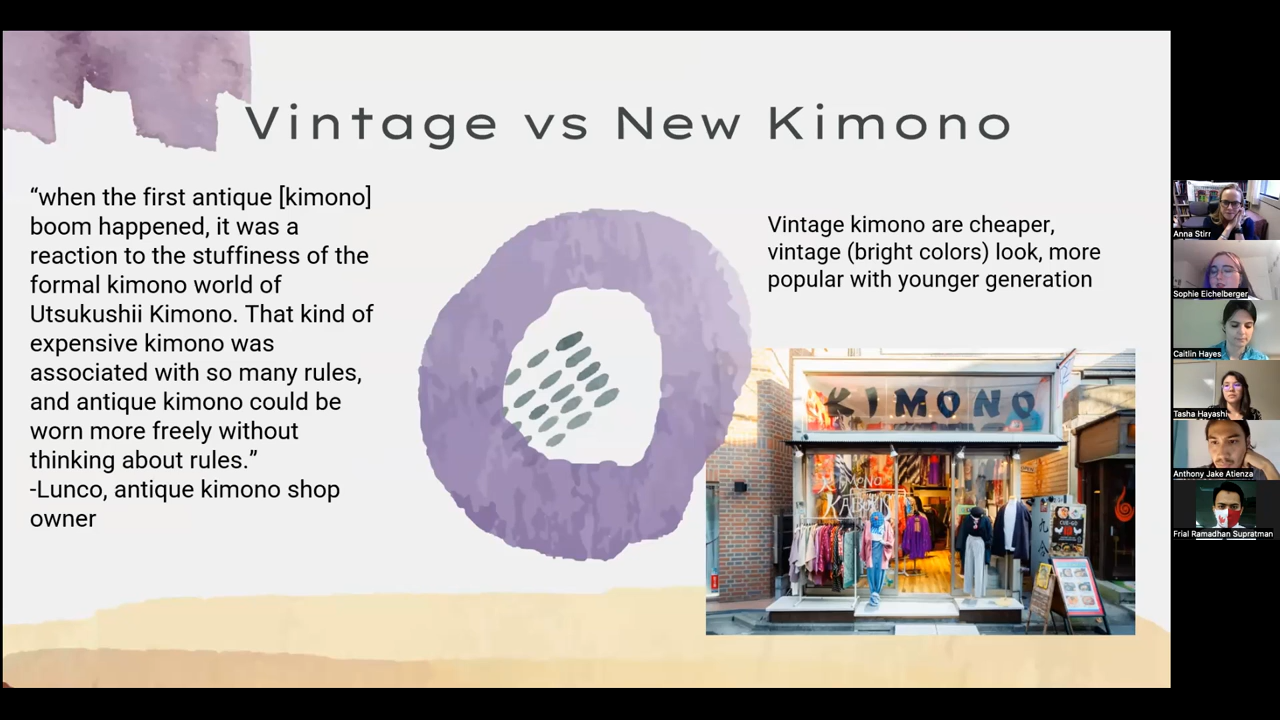 Vintage vs New Kimono
“when the first antique [kimono]
boom happened, it was a
reaction to the stuffiness of the
formal kimono world of
Utsukushii Kimono. That kind of
expensive kimono was
associated with so many rules,
and antique kimono could be
worn more freely without
thinking about rules.”
-Lunco, antique kimono shop
owner
Vintage kimono are cheaper,
vintage (bright colors) look, more
popular with younger generation
KIMONO
Anna Stirr
Sophie Eichelberger
Caitlin Hayes
Tasha Hayashi
Anthony Jake Atienza
Frial Ramadhan Supratman